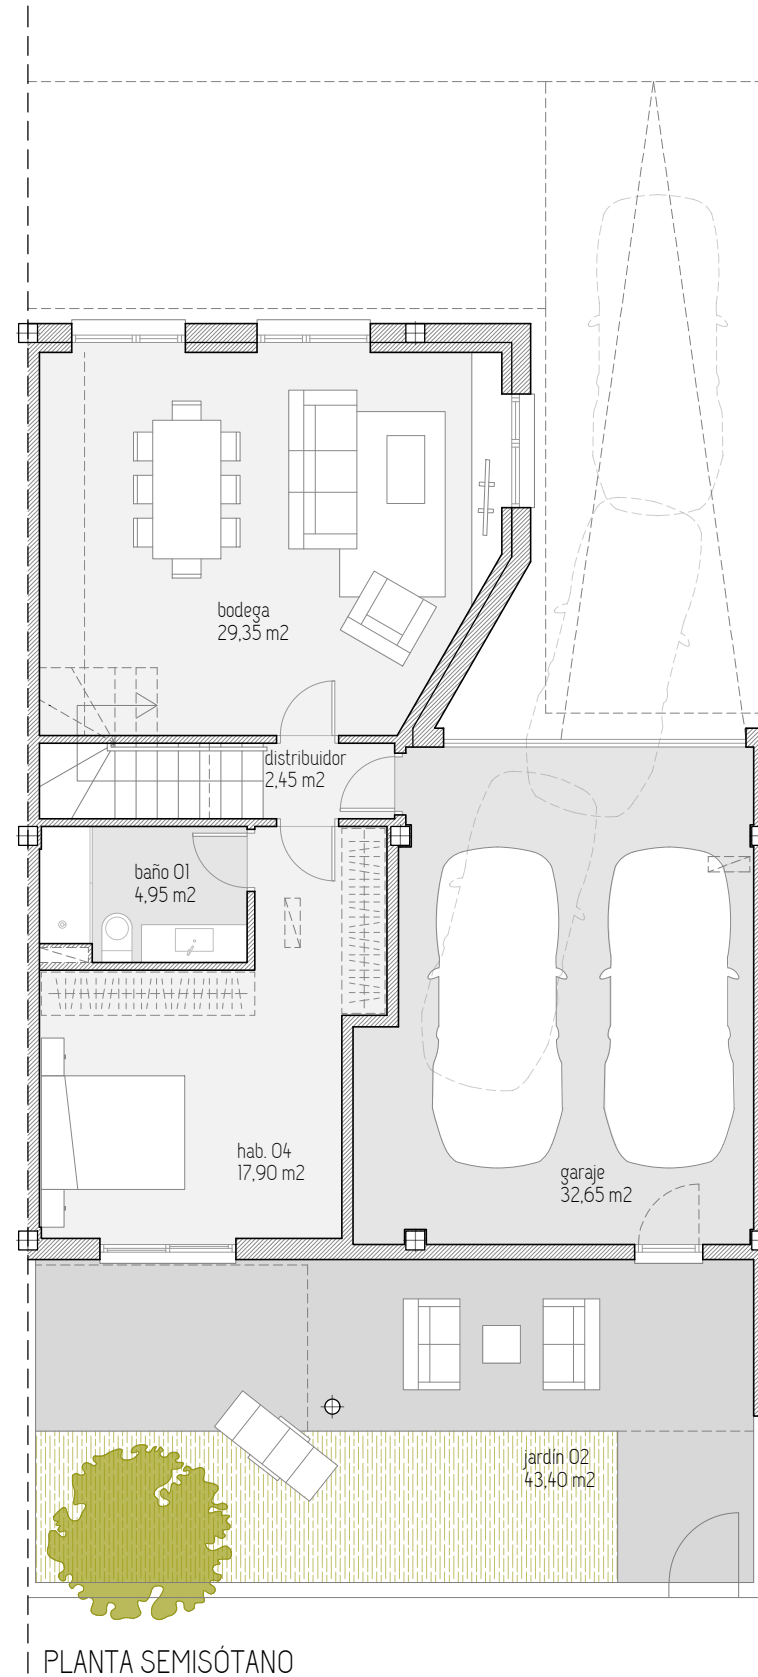 bodega
29,35 m2
distribuidor
2,45 m2
baño 01
4,95 m2
hab. 04
17,90 m2
garaje
32,65 m2
jardín 02
43,40 m2
PLANTA SEMISÓTANO